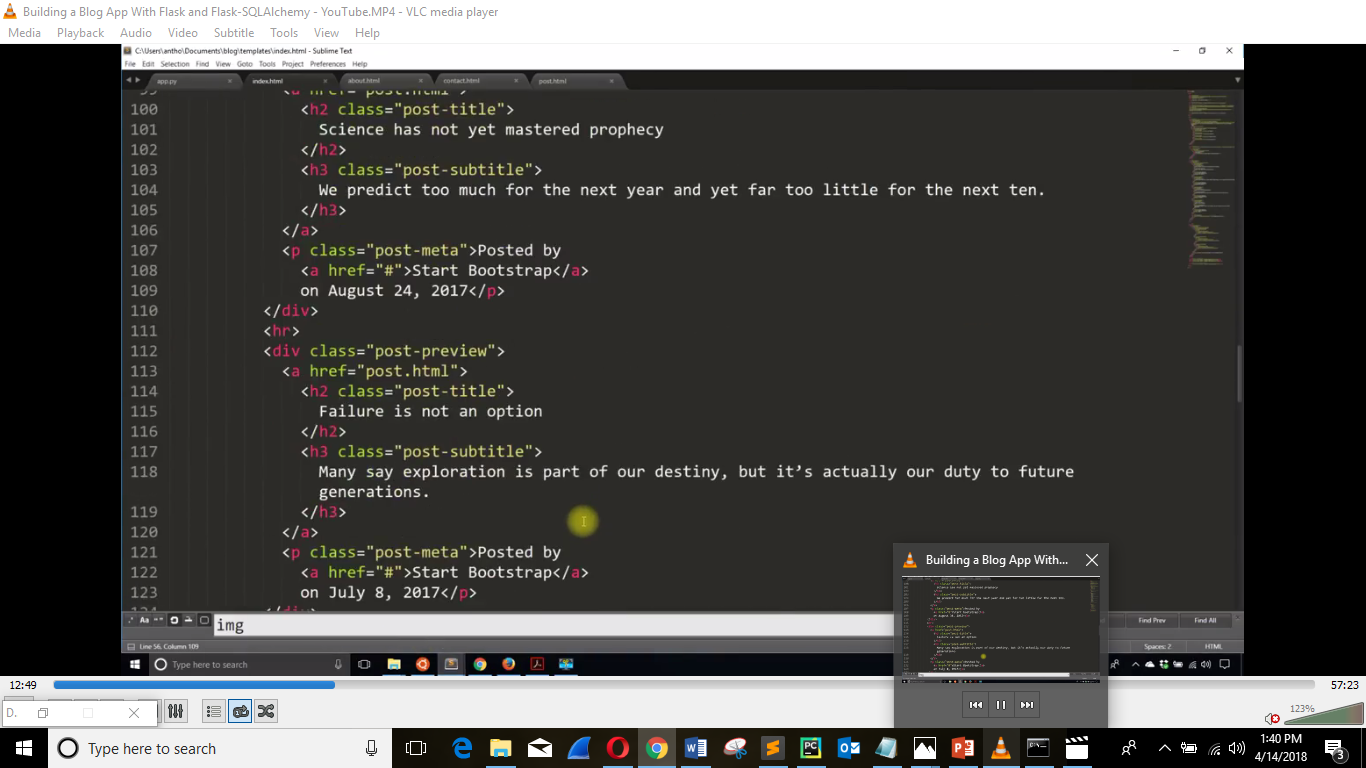 Building a Blog App With Flask and Flask-SQLAlchemy - YouTube.MP4 - VLC media player
Media Playback Audio Video Subtitle Tools View Help
C:\Users\antho\Documents\blog\templates\index.html - Sublime Text
File Edit Selection Find View Goto Tools Project Preferences Help
app.py × index.html × about.html × contact.html × post.html ×
99 <a href="post.html">
100 <h2 class="post-title">
101 Science has not yet mastered prophecy
102 </h2>
103 <h3 class="post-subtitle">
104 We predict too much for the next year and yet far too little for the next ten.
105 </h3>
106 </a>
107 <p class="post-meta">Posted by
108 <a href="#">Start Bootstrap</a>
109 on August 24, 2017</p>
110 </div>
111 <hr>
112 <div class="post-preview">
113 <a href="post.html">
114 <h2 class="post-title">
115 Failure is not an option
116 </h2>
117 <h3 class="post-subtitle">
118 Many say exploration is part of our destiny, but it’s actually our duty to future
generations.
119 </h3>
120 </a>
121 <p class="post-meta">Posted by
122 <a href="#">Start Bootstrap</a>
123 on July 8, 2017</p>
124 </div>
Building a Blog App With...
.* Aa "" img Find Prev Find All
Line 56, Column 109 Spaces: 2 HTML
Type here to search
12:49 57:23
D. 123%
Type here to search
1:40 PM
4/14/2018
3